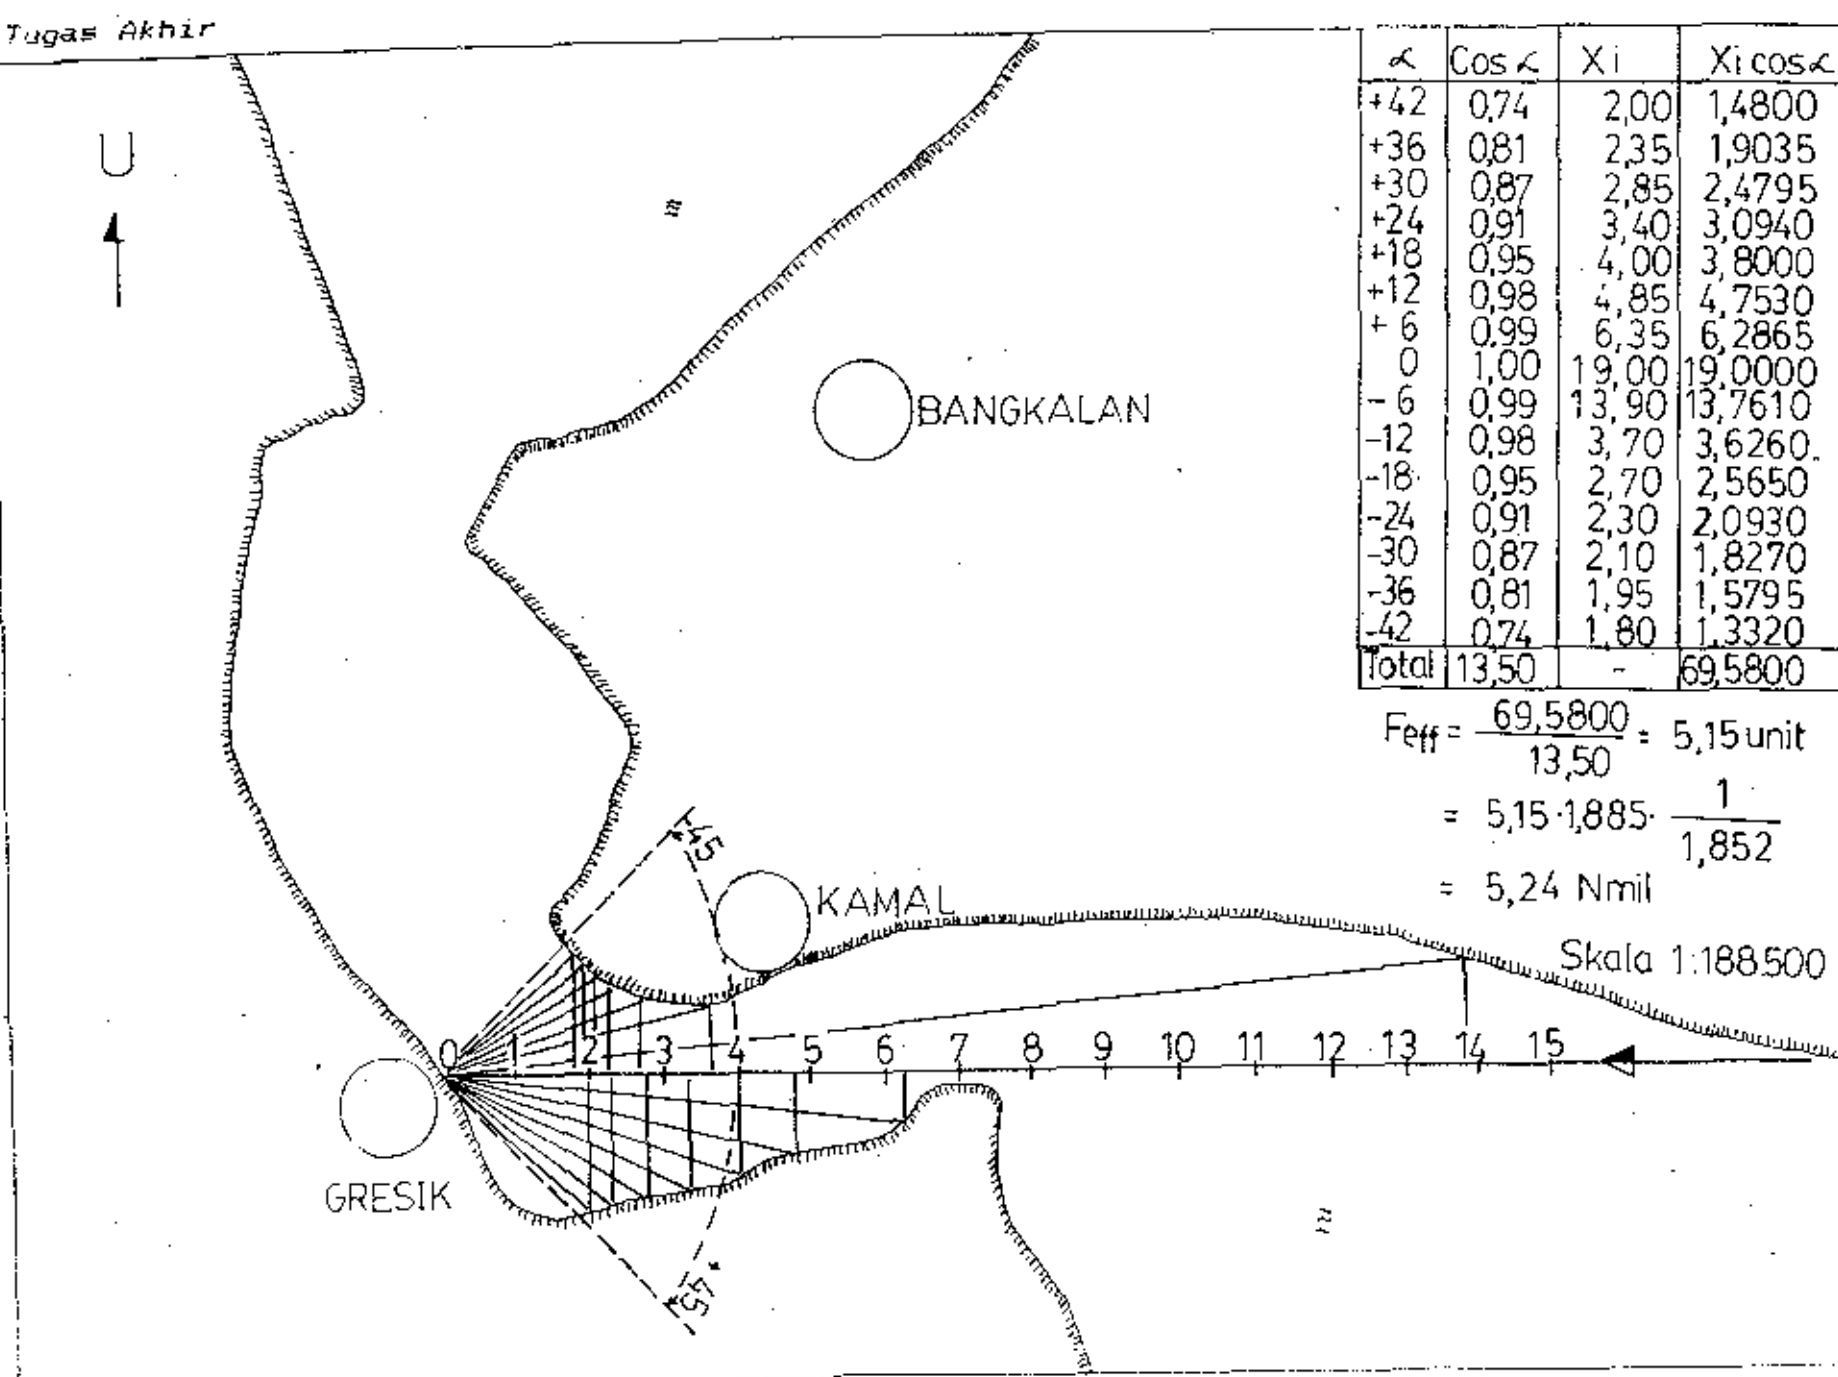 Tugas Akhir
∝ Cos ∝ Xi Xi cos∝
+42 0,74 2,00 1,4800
+36 0,81 2,35 1,9035
+30 0,87 2,85 2,4795
+24 0,91 3,40 3,0940
+18 0,95 4,00 3,8000
+12 0,98 4,85 4,7530
+ 6 0,99 6,35 6,2865
0 1,00 19,00 19,0000
- 6 0,99 13,90 13,7610
-12 0,98 3,70 3,6260
-18 0,95 2,70 2,5650
-24 0,91 2,30 2,0930
-30 0,87 2,10 1,8270
-36 0,81 1,95 1,5795
-42 0,74 1,80 1,3320
Total 13,50 - 69,5800
Feff = 69,5800 / 13,50 = 5,15 unit
= 5,15 · 1,885 · 1 / 1,852
= 5,24 Nmil
Skala 1:188.500
U
BANGKALAN
45
KAMAL
0 2 3 4 5 6 7 8 9 10 11 12 13 14 15
GRESIK
45